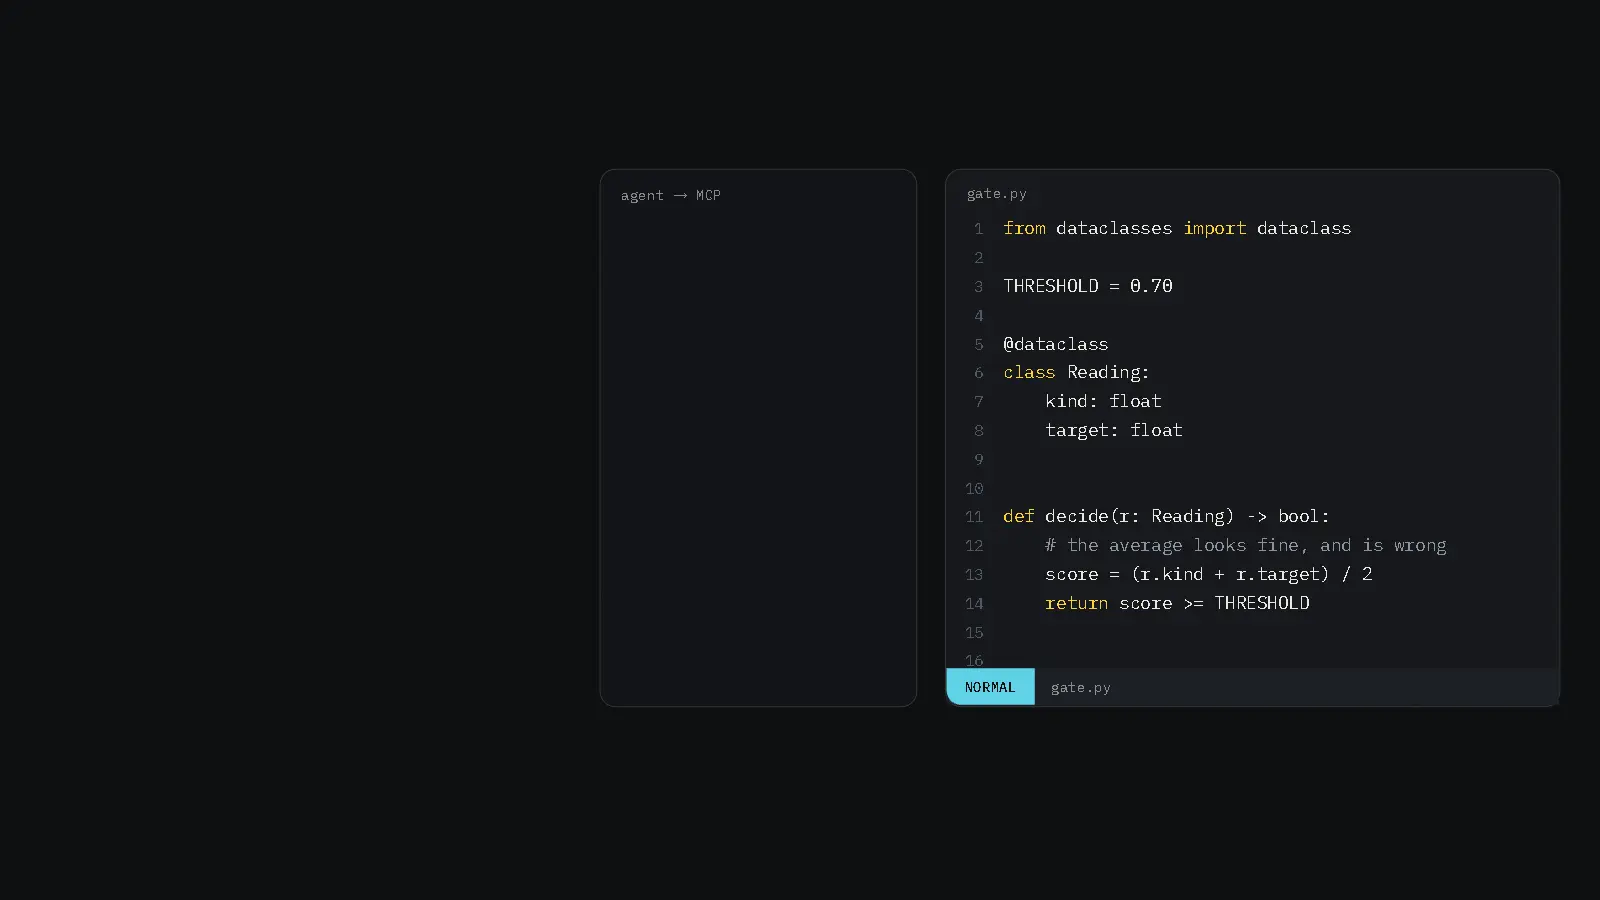 agent → MCP
gate.py
1 from dataclasses import dataclass
2
3 THRESHOLD = 0.70
4
5 @dataclass
6 class Reading:
7     kind: float
8     target: float
9
10
11 def decide(r: Reading) -> bool:
12     # the average looks fine, and is wrong
13     score = (r.kind + r.target) / 2
14     return score >= THRESHOLD
15
16
NORMAL gate.py